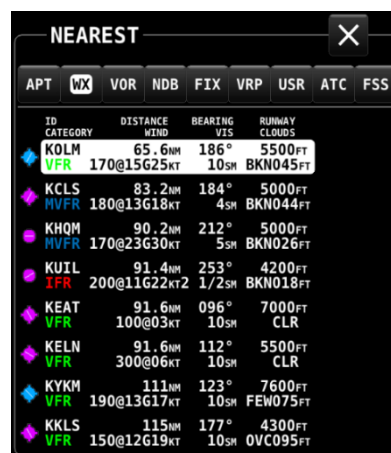 NEAREST X
APT WX VOR NDB FIX VRP USR ATC FSS
ID DISTANCE BEARING RUNWAY
CATEGORY WIND VIS CLOUDS
KOLM 65.6NM 186° 5500FT
VFR 170@15G25KT 10SM BKN045FT
KCLS 83.2NM 184° 5000FT
MVFR 180@13G18KT 4SM BKN044FT
KHQM 90.2NM 212° 5000FT
MVFR 170@23G30KT 5SM BKN026FT
KUIL 91.4NM 253° 4200FT
IFR 200@11G22KT2 1/2SM BKN018FT
KEAT 91.6NM 096° 7000FT
VFR 100@03KT 10SM CLR
KELN 91.6NM 112° 5500FT
VFR 300@06KT 10SM CLR
KYKM 111NM 123° 7600FT
VFR 190@13G17KT 10SM FEW075FT
KKLS 115NM 177° 4300FT
VFR 150@12G19KT 10SM OVC095FT